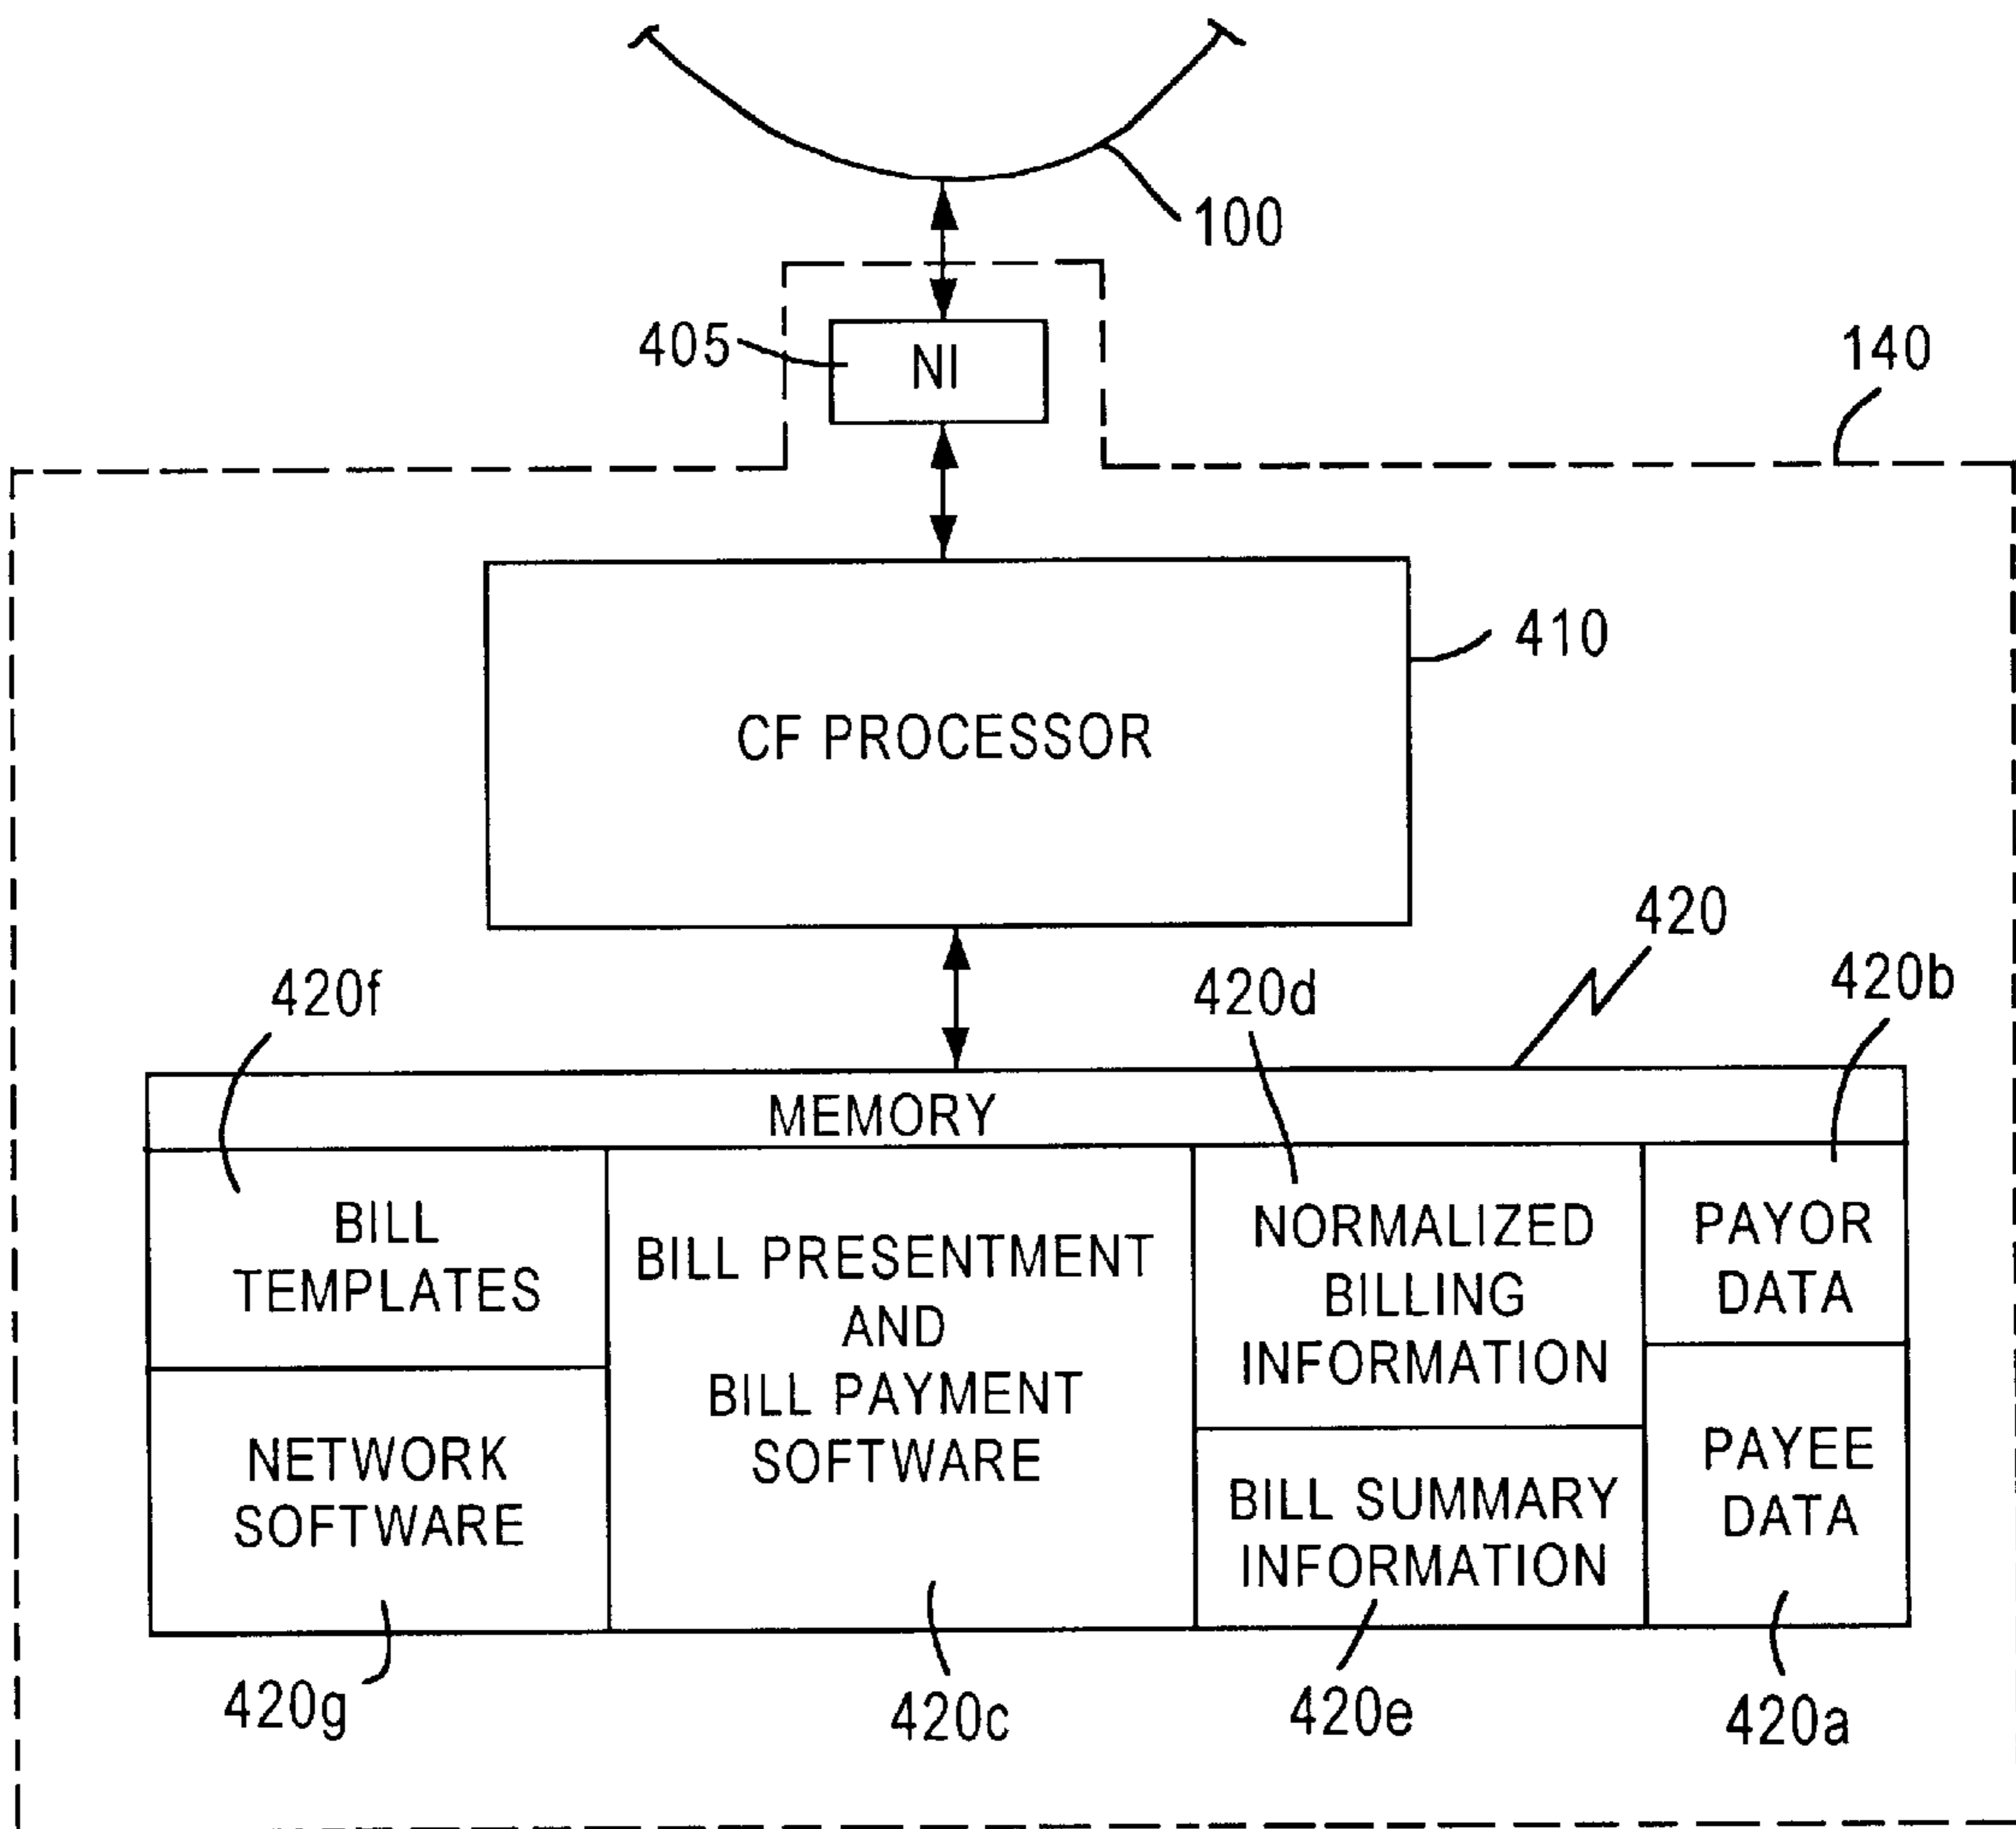 100
405
NI
140
410
CF PROCESSOR
420
420f
420d
420b
MEMORY
BILL
TEMPLATES
BILL PRESENTMENT
AND
BILL PAYMENT
SOFTWARE
NORMALIZED
BILLING
INFORMATION
PAYOR
DATA
NETWORK
SOFTWARE
BILL SUMMARY
INFORMATION
PAYEE
DATA
420g
420c
420e
420a